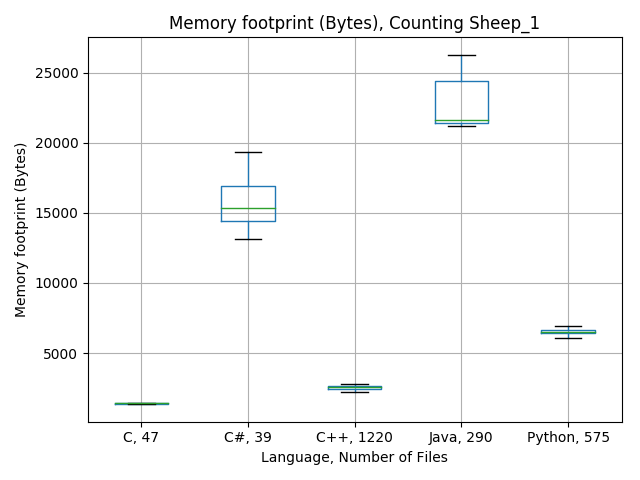 Memory footprint (Bytes), Counting Sheep_1
Memory footprint (Bytes)
25000
20000
15000
10000
5000
C, 47
C#, 39
C++, 1220
Java, 290
Python, 575
Language, Number of Files